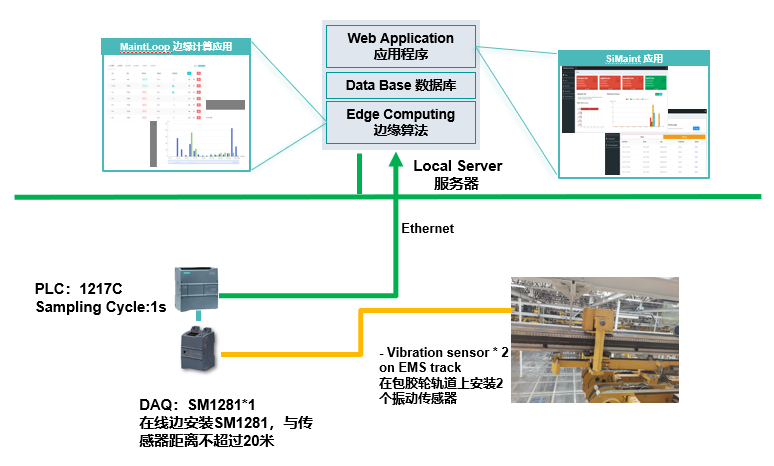 MaintLoop 边缘计算应用
Web Application
应用程序
Data Base 数据库
Edge Computing
边缘算法
SiMaint 应用
Local Server
服务器
Ethernet
PLC：1217C
Sampling Cycle:1s
- Vibration sensor * 2
on EMS track
在包胶轮轨道上安装2
个振动传感器
DAQ：SM1281*1
在线边安装SM1281，与传
感器距离不超过20米